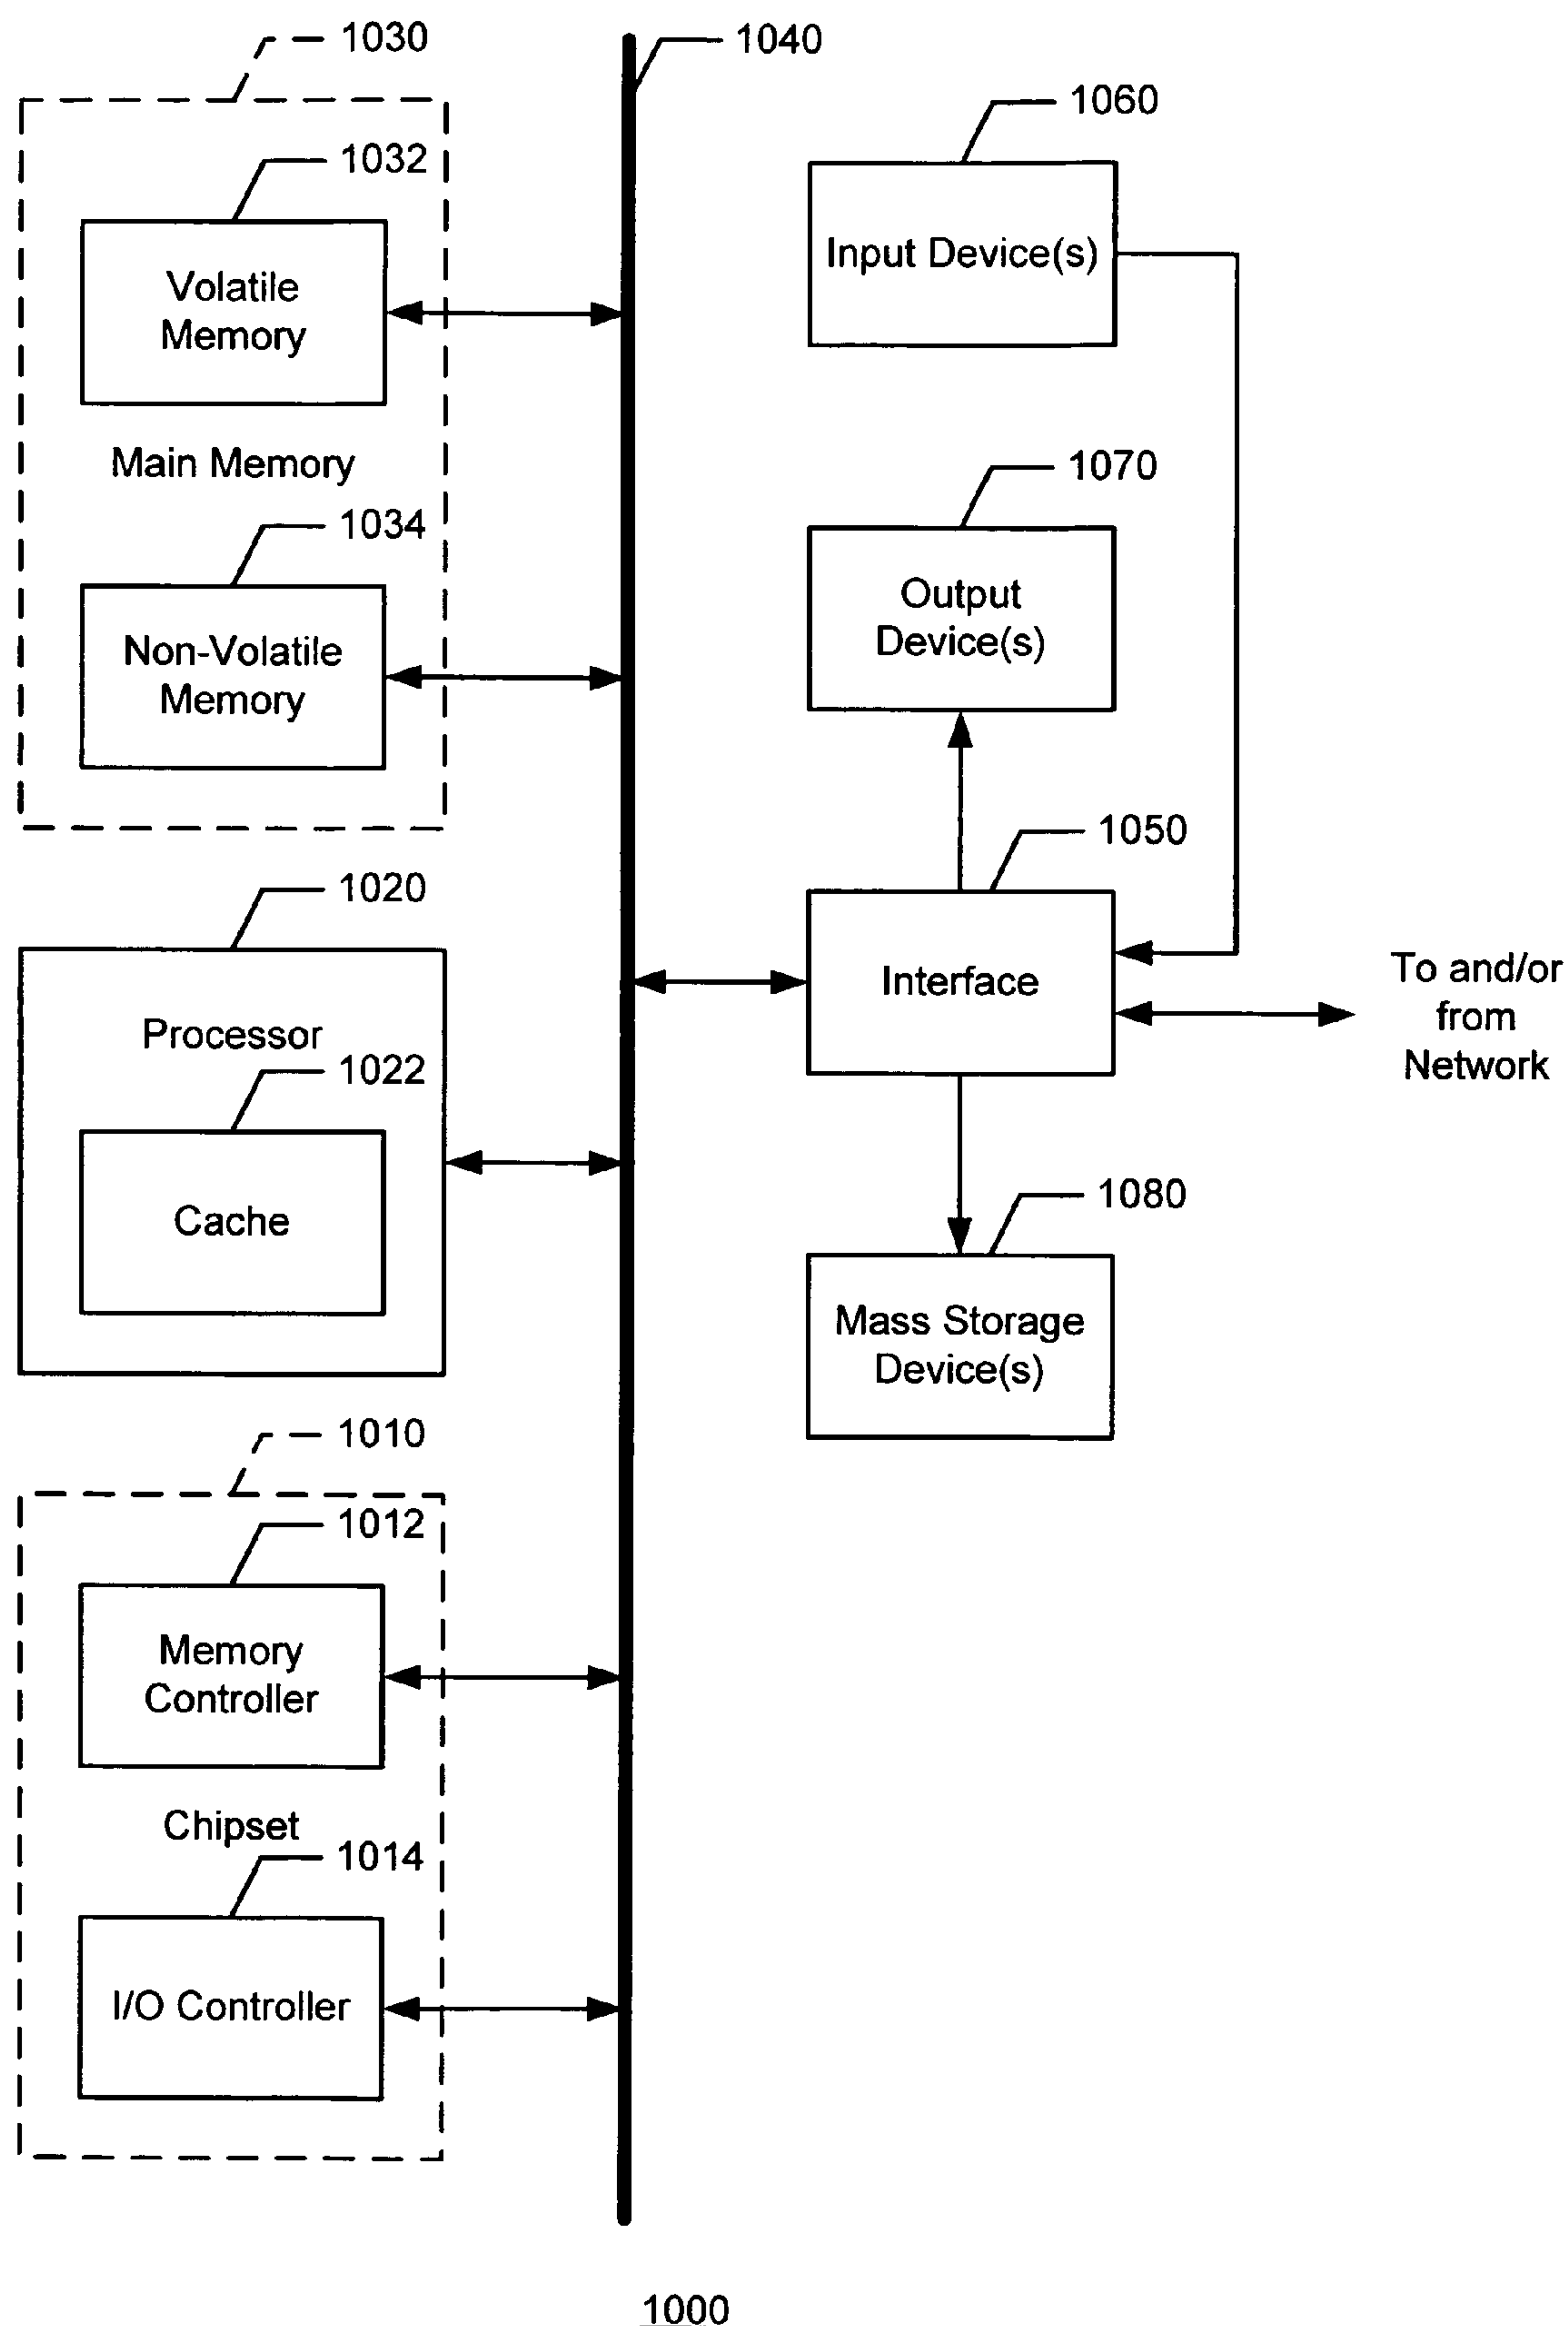 1030
1032
Volatile
Memory
Main Memory
1034
Non-Volatile
Memory
1020
Processor
1022
Cache
1010
1012
Memory
Controller
Chipset
1014
I/O Controller
1040
1060
Input Device(s)
1070
Output
Device(s)
1050
Interface
To and/or
from
Network
1080
Mass Storage
Device(s)
1000